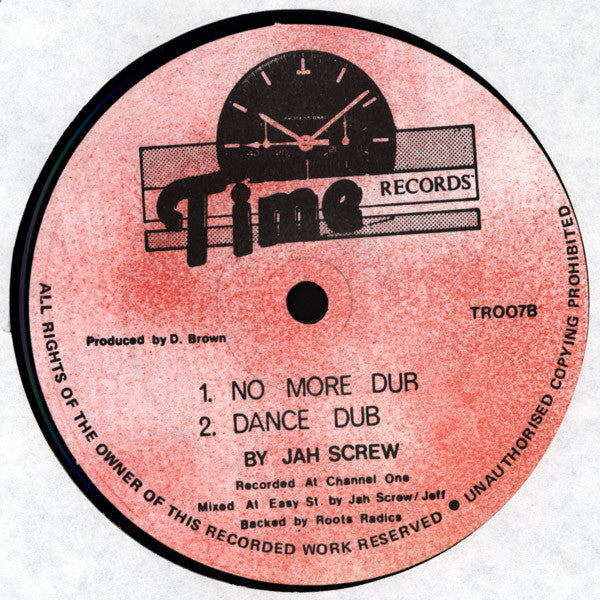 Time
RECORDS
TR007B
Produced by D. Brown
1. NO MORE DUR
2. DANCE DUB
BY JAH SCREW
Recorded At Channel One
Mixed At Easy St. by Jah Screw/Jeff
Backed by Roots Radics
ALL RIGHTS OF THE OWNER OF THIS RECORDED WORK RESERVED ● UNAUTHORISED COPYING PROHIBITED